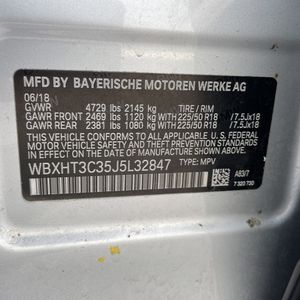 MFD BY BAYERISCHE MOTOREN WERKE AG
06/18
GVWR 4729 lbs 2145 kg TIRE / RIM
GAWR FRONT 2469 lbs 1120 kg WITH 225/50 R18 /7.5Jx18
GAWR REAR 2381 lbs 1080 kg WITH 225/50 R18 /7.5Jx18
THIS VEHICLE CONFORMS TO ALL APPLICABLE U.S.
FEDERAL MOTOR VEHICLE SAFETY, BUMPER, AND
THEFT PREVENTION STANDARDS IN EFFECT
ON THE DATE OF MANUFACTURE SHOWN ABOVE.
WBXHT3C35J5L32847
TYPE: MPV
A83/7
7 320 730